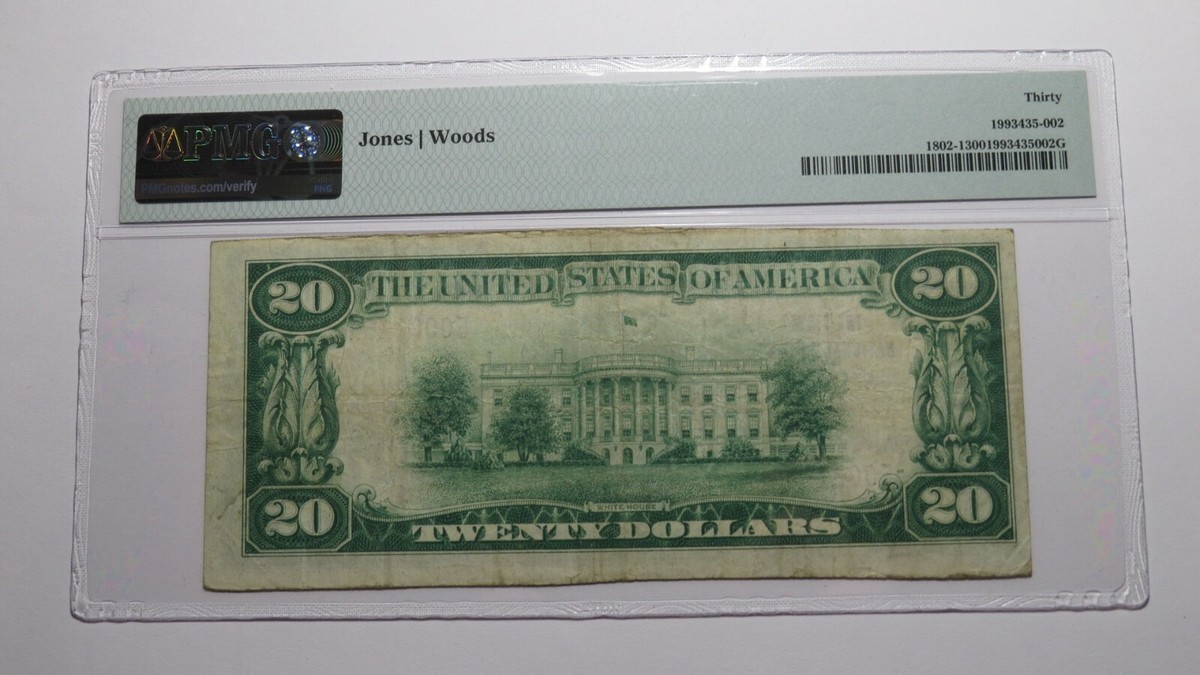 PMG
PMGnotes.com/verify
PNG
Jones | Woods
Thirty
1993435-002
1802-13001993435002G
20 THE UNITED STATES OF AMERICA 20
WHITE HOUSE
20 TWENTY DOLLARS 20